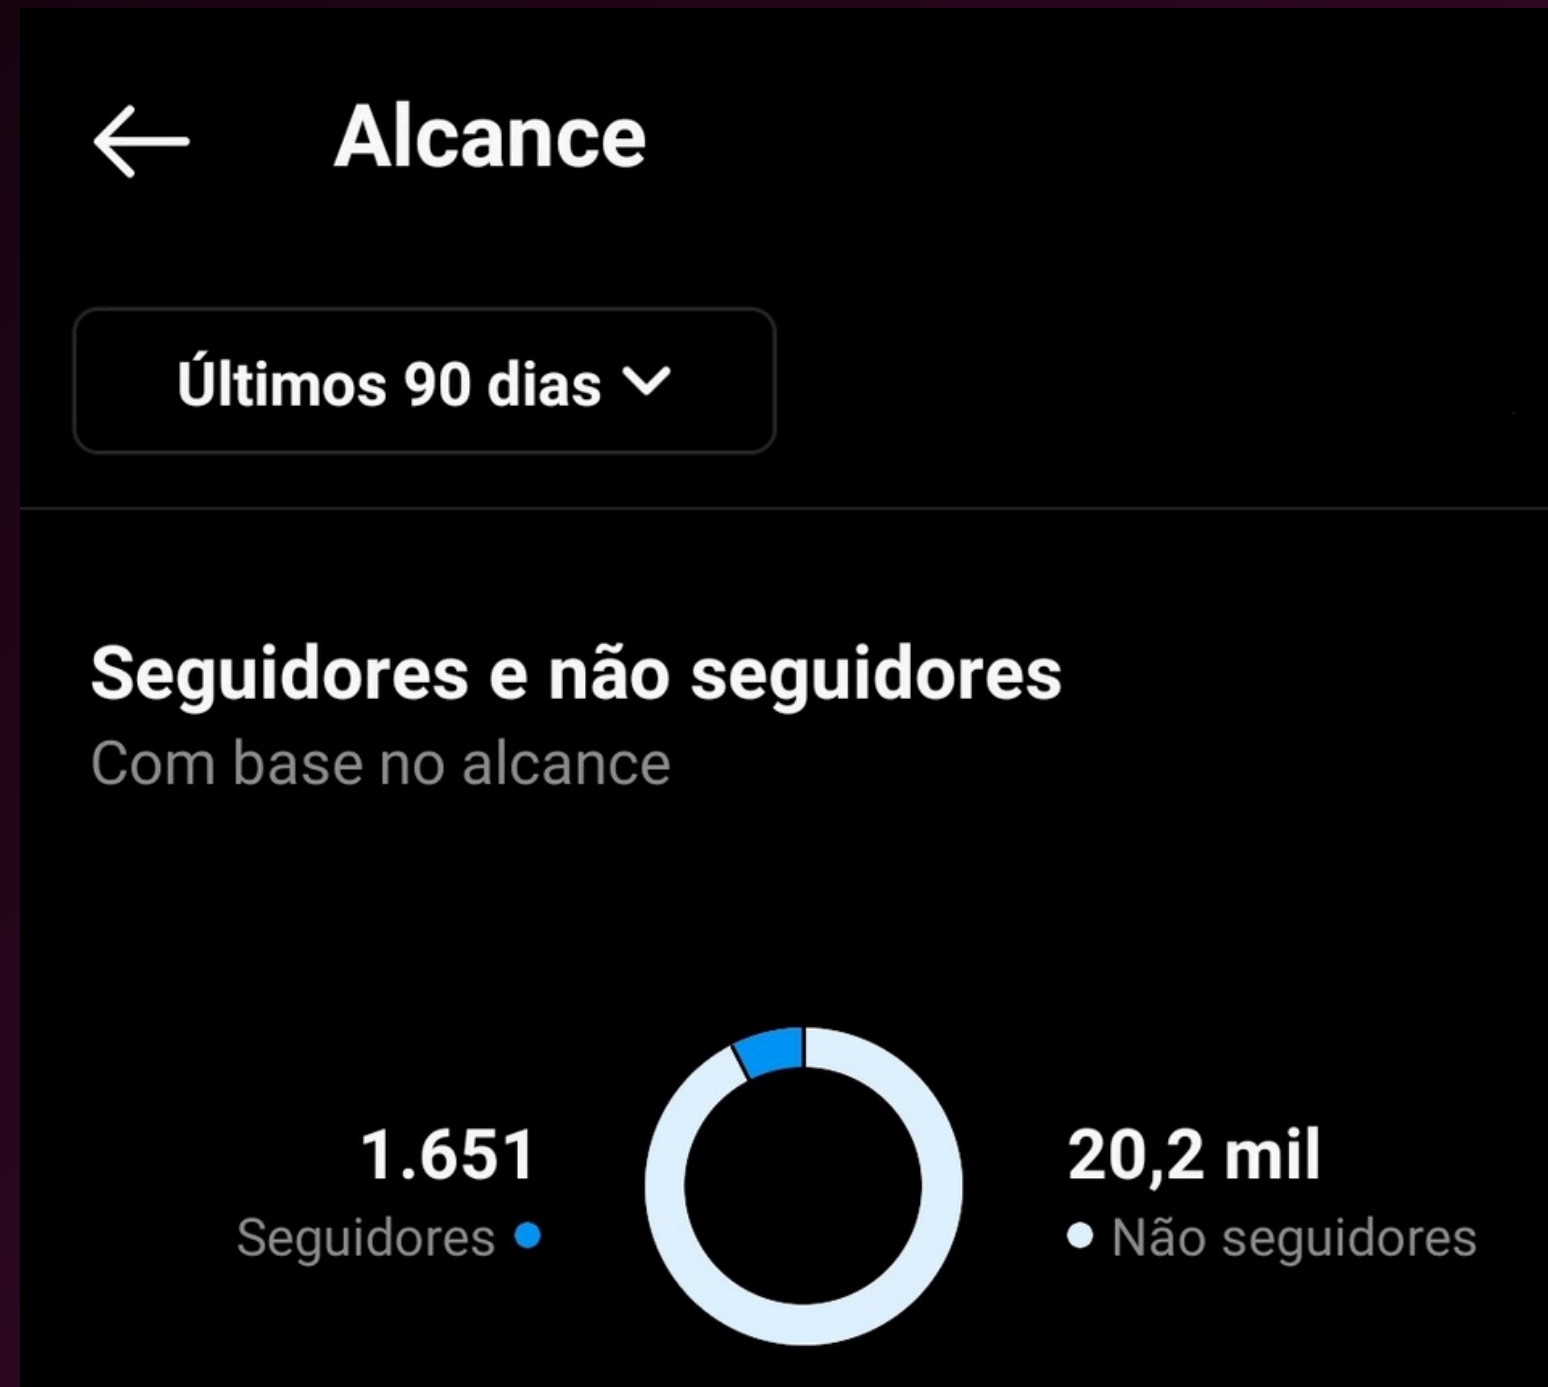 Alcance
Últimos 90 dias
Seguidores e não seguidores
Com base no alcance
1.651
Seguidores
20,2 mil
Não seguidores